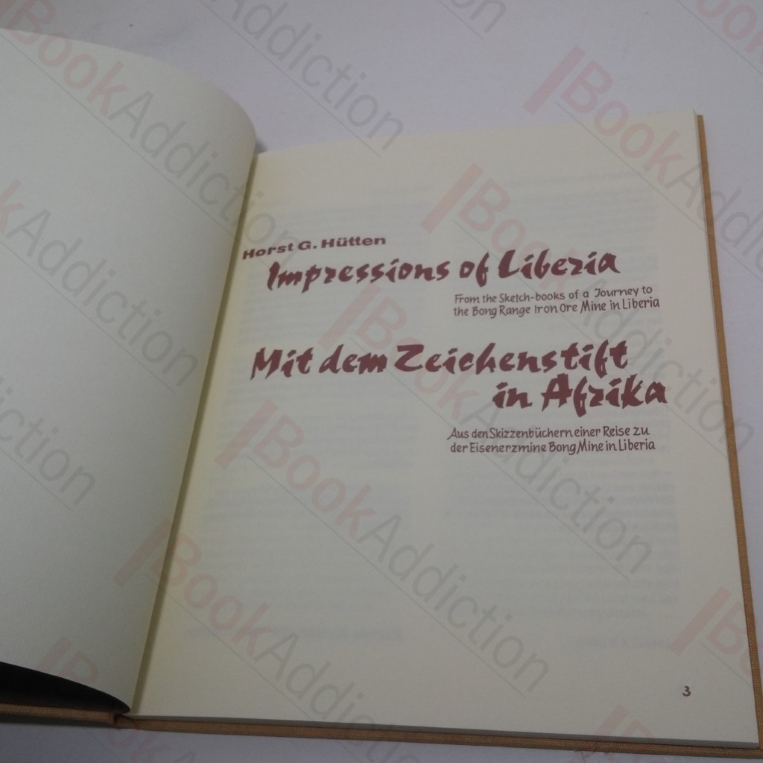 Horst G. Hütten
Impressions of Liberia
From the Sketch-books of a Journey to
the Bong Range Iron Ore Mine in Liberia
Mit dem Zeichenstift
in Afrika
Aus den Skizzenbüchern einer Reise zu
der Eisenerzmine Bong Mine in Liberia
3
BookAddiction